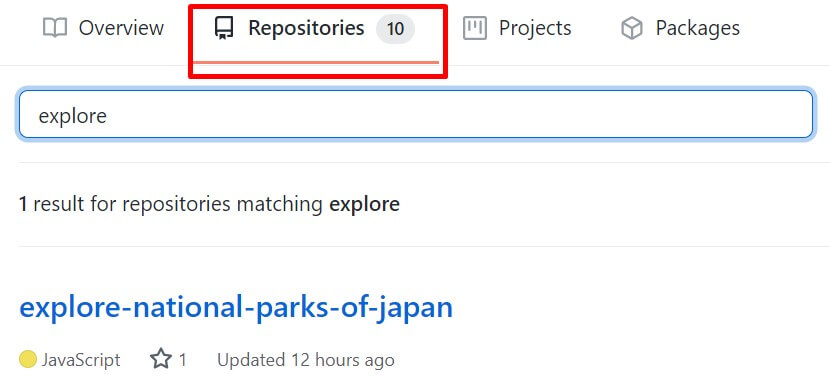 Overview Repositories 10 Projects Packages
explore
1 result for repositories matching explore
explore-national-parks-of-japan
JavaScript 1 Updated 12 hours ago